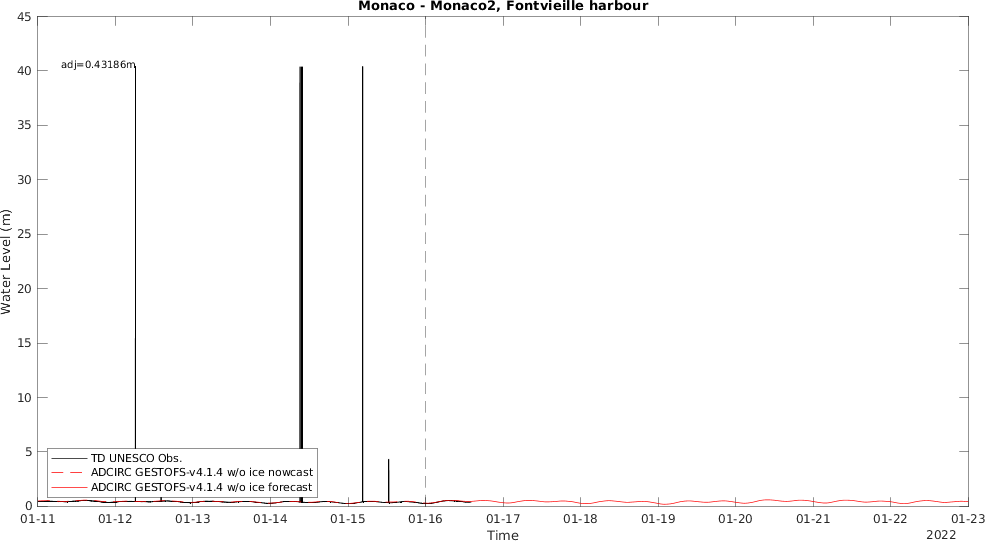 Monaco - Monaco2, Fontvieille harbour
45
40
35
30
25
20
15
10
5
0
Water Level (m)
adj=0.43186m
TD UNESCO Obs.
ADCIRC GESTOFS-v4.1.4 w/o ice nowcast
ADCIRC GESTOFS-v4.1.4 w/o ice forecast
01-11 01-12 01-13 01-14 01-15 01-16 01-17 01-18 01-19 01-20 01-21 01-22 01-23
Time
2022